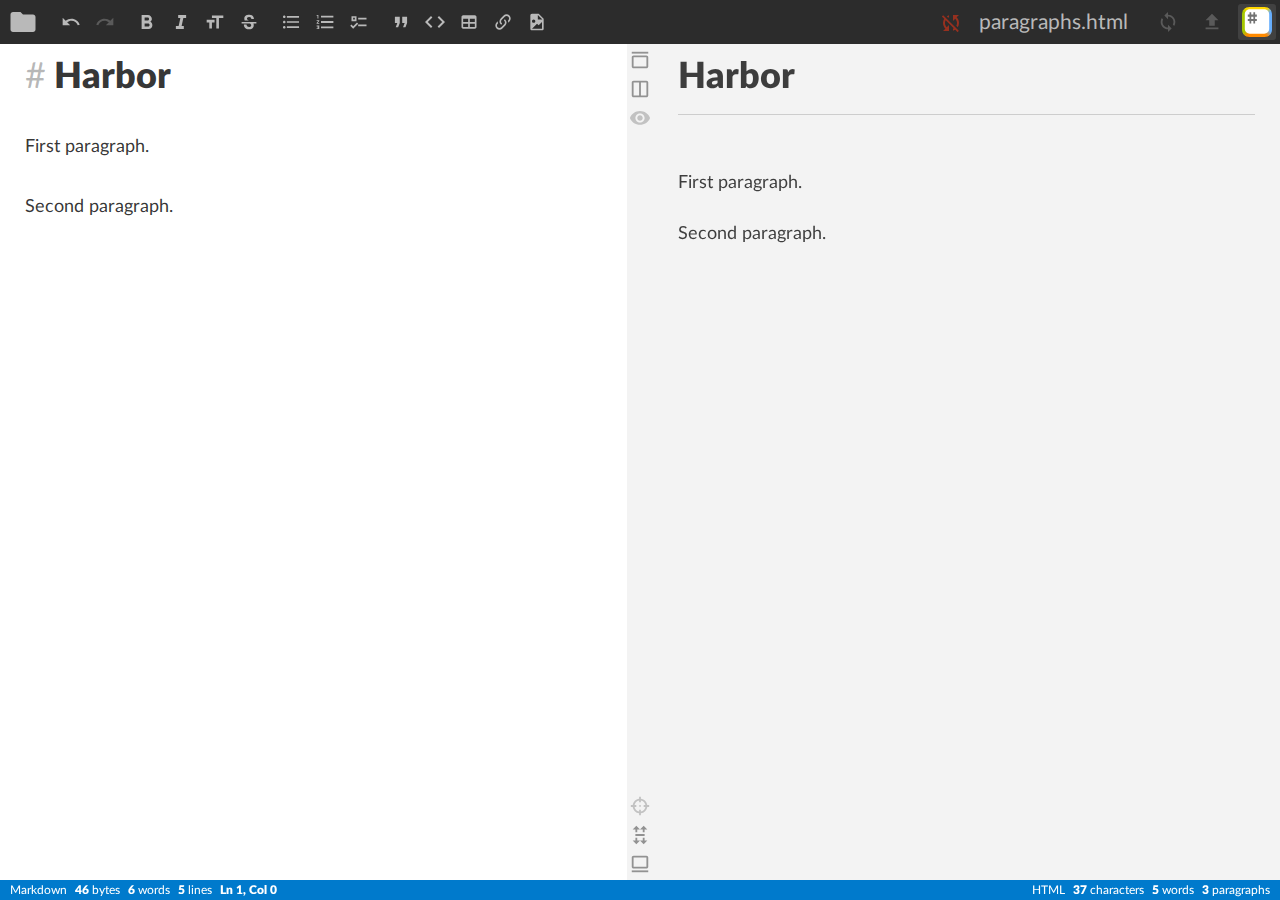 paragraphs.html
#
# Harbor
First paragraph.
Second paragraph.
Harbor
First paragraph.
Second paragraph.
Markdown 46 bytes 6 words 5 lines Ln 1, Col 0
HTML 37 characters 5 words 3 paragraphs